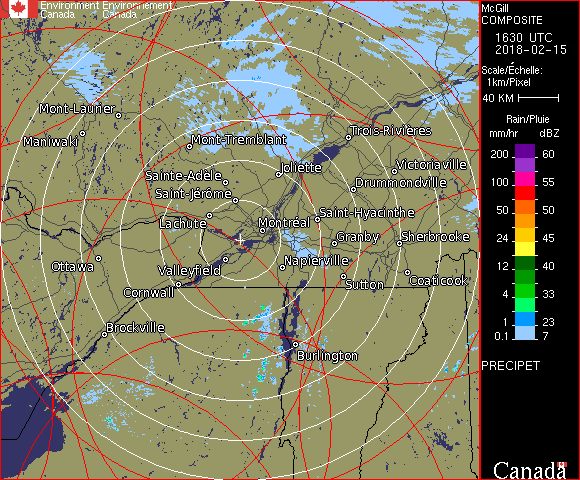 Environment Environnement
Canada Canada
McGill
COMPOSITE
1630 UTC
2018-02-15
Scale/Échelle:
1km/Pixel
40 KM
Rain/Pluie
mm/hr dBZ
200 60
150 57
100 55
50 50
24 45
12 40
4 33
1 23
0.1 7
PRECIPET
Canada
Mont-Laurier
Maniwaki
Mont-Tremblant
Trois-Rivières
Joliette
Victoriaville
Sainte-Adèle
Drummondville
Saint-Jérôme
Saint-Hyacinthe
Lachute
Montréal
Granby
Sherbrooke
Ottawa
Valleyfield
Napierville
Cornwall
Sutton
Coaticook
Brockville
Burlington